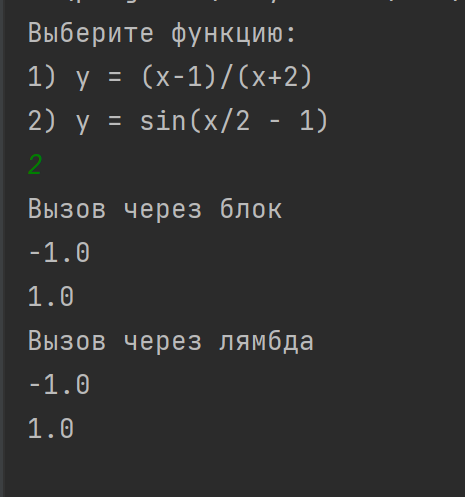 Выберите функцию:
1) y = (x-1)/(x+2)
2) y = sin(x/2 - 1)
2
Вызов через блок
-1.0
1.0
Вызов через лямбда
-1.0
1.0